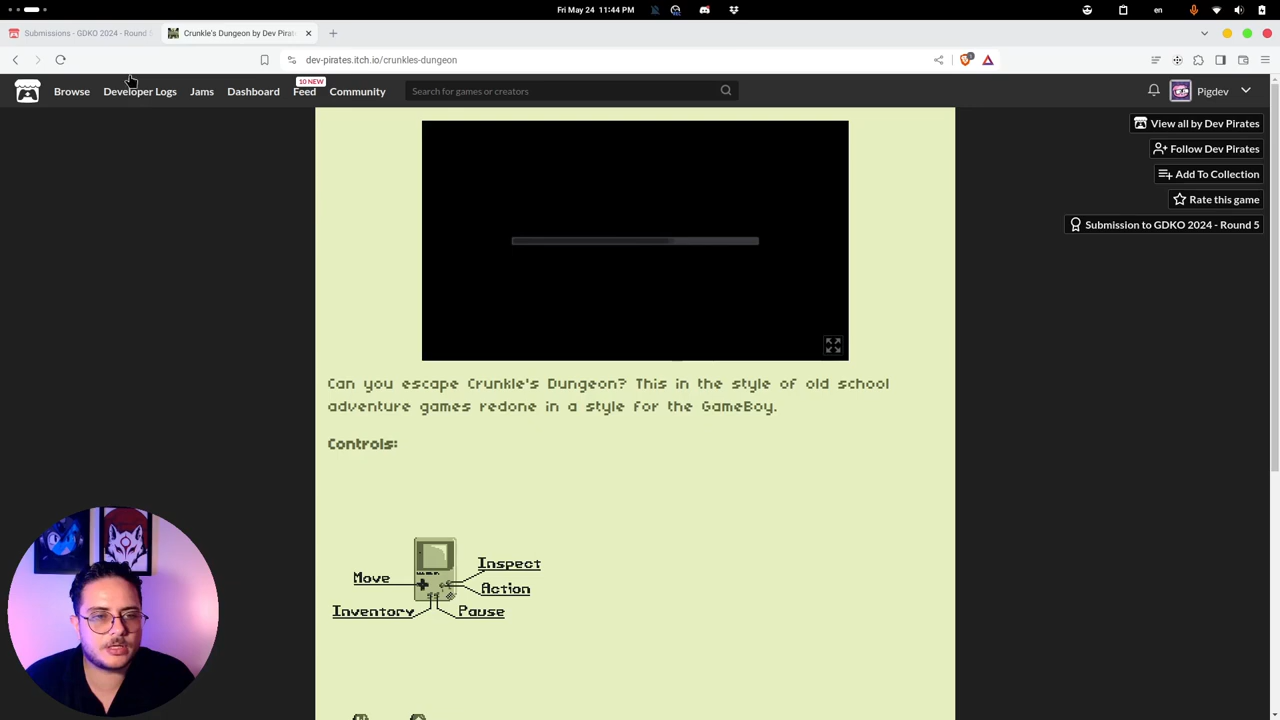 Fri May 24 11:44 PM
en
Submissions - GDKO 2024 - Round 5
Crunkle's Dungeon by Dev Pirat
dev-pirates.itch.io/crunkles-dungeon
Browse
Developer Logs
Jams
Dashboard
10 NEW
Feed
Community
Search for games or creators
Pigdev
View all by Dev Pirates
Follow Dev Pirates
Add To Collection
Rate this game
Submission to GDKO 2024 - Round 5
Can you escape Crunkle's Dungeon? This in the style of old school
adventure games redone in a style for the GameBoy.
Controls:
Inspect
Move
Action
Inventory
Pause